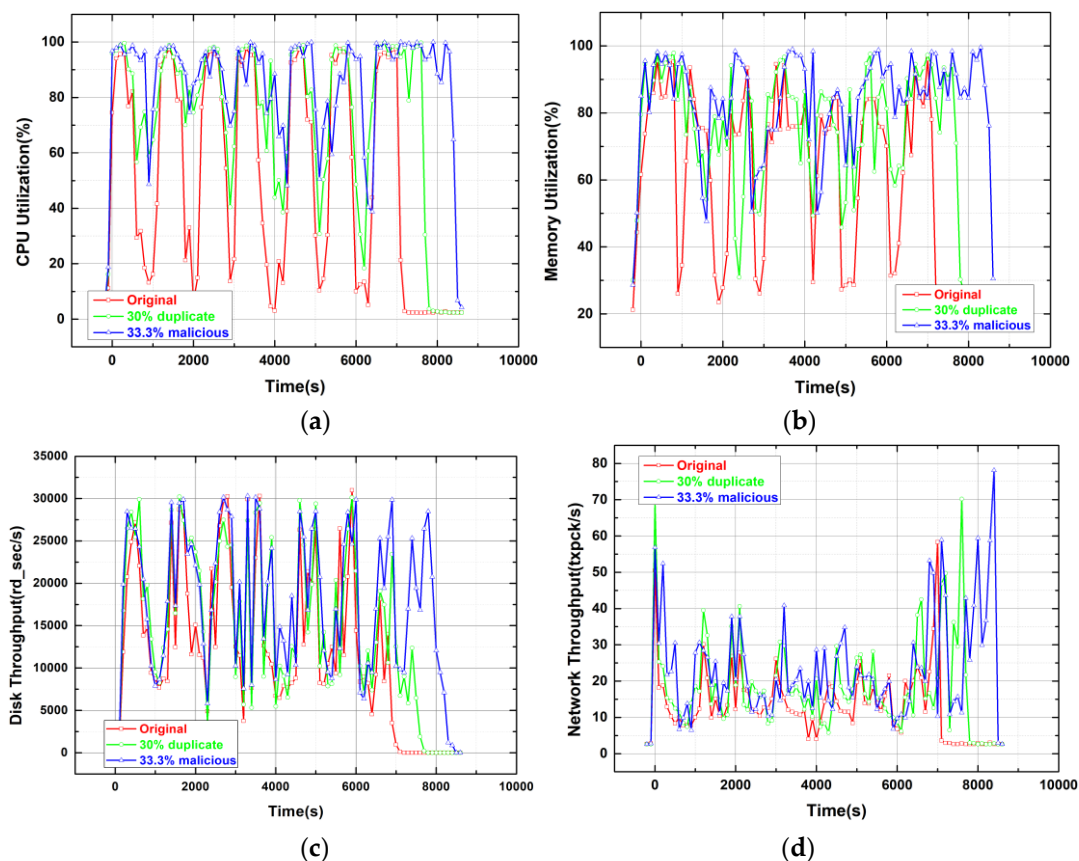 CPU Utilization(%)
100
80
60
40
20
0
Original
30% duplicate
33.3% malicious
0 2000 4000 6000 8000 10000
Time(s)
(a)
Memory Utilization(%)
100
80
60
40
20
Original
30% duplicate
33.3% malicious
0 2000 4000 6000 8000 10000
Time(s)
(b)
Disk Throughput(rd_sec/s)
35000
30000
25000
20000
15000
10000
5000
0
Original
30% duplicate
33.3% malicious
0 2000 4000 6000 8000 10000
Time(s)
(c)
Network Throughput(txpc/s)
80
70
60
50
40
30
20
10
0
Original
30% duplicate
33.3% malicious
0 2000 4000 6000 8000 10000
Time(s)
(d)